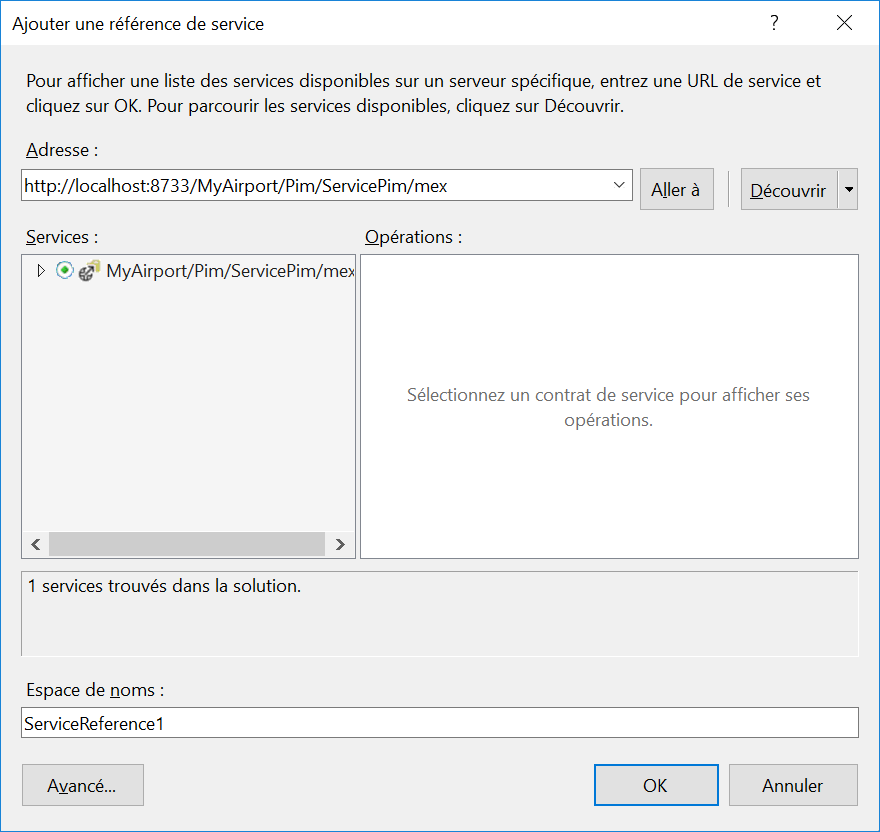 Ajouter une référence de service
?
Pour afficher une liste des services disponibles sur un serveur spécifique, entrez une URL de service et
cliquez sur OK. Pour parcourir les services disponibles, cliquez sur Découvrir.
Adresse :
http://localhost:8733/MyAirport/Pim/ServicePim/mex
Aller à
Découvrir
Services :
Opérations :
MyAirport/Pim/ServicePim/mex
Sélectionnez un contrat de service pour afficher ses
opérations.
1 services trouvés dans la solution.
Espace de noms :
ServiceReference1
Avancé...
OK
Annuler